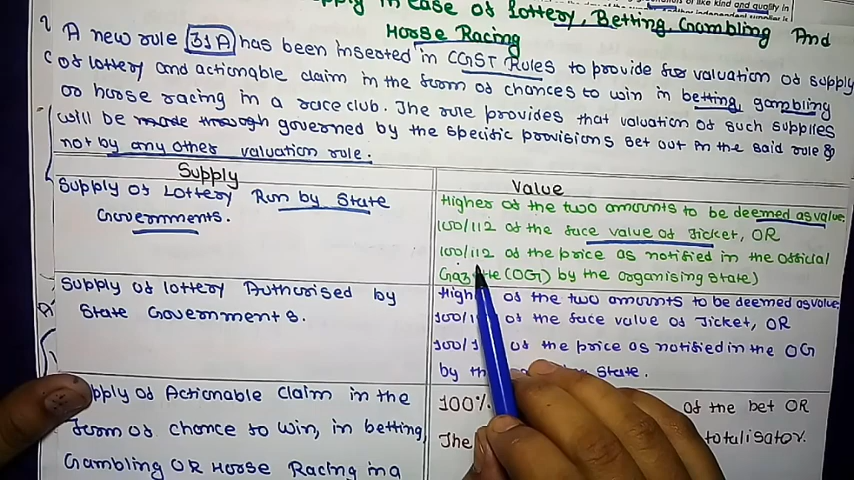 in case of Lottery, Betting, Gambling And
Horse Racing
A new rule 31A has been inserted in CGST Rules to provide for valuation of supply
of lottery and actionable claim in the form of chances to win in betting, gambling
or horse racing in a race club. The rule provides that valuation of such supplies
will be made through governed by the specific provisions set out in the said rule &
not by any other valuation rule.
Supply
Value
Supply of Lottery Run by State
Governments.
Higher of the two amounts to be deemed as value.
100/112 of the face value of Ticket, OR
100/112 of the price as notified in the official
Gazette (OG) by the organising State)
Supply of lottery Authorised by
State Governments.
of the two amounts to be deemed as value
of the face value of Ticket, OR
of the price as notified in the OG
by the State.
Supply of Actionable Claim in the
form of chance to win, in betting,
Gambling OR Horse Racing in a
100% of the bet OR
The totalisator.